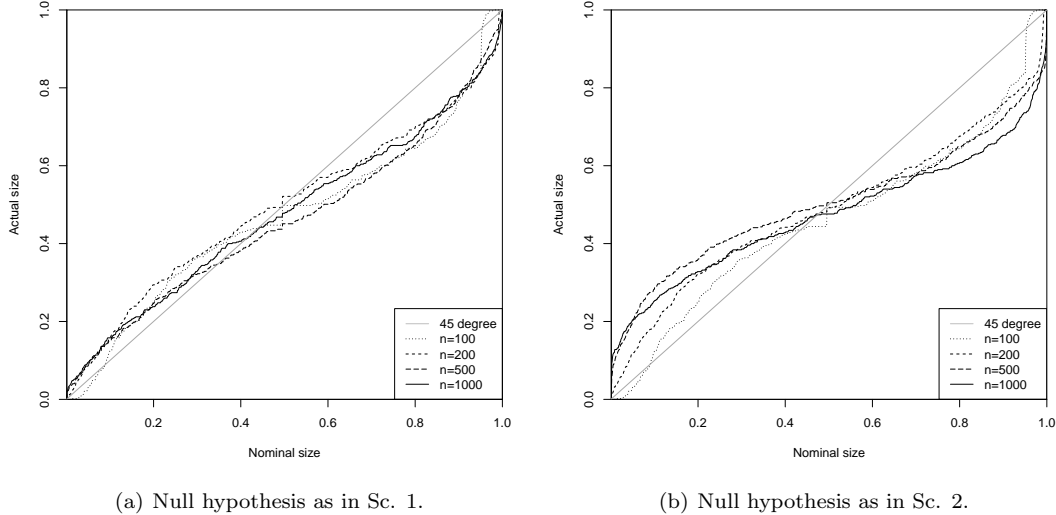 1.0
0.8
0.6
0.4
0.2
0.0
Actual size
0.2 0.4 0.6 0.8 1.0
Nominal size
45 degree
n=100
n=200
n=500
n=1000
(a) Null hypothesis as in Sc. 1.
1.0
0.8
0.6
0.4
0.2
0.0
Actual size
0.2 0.4 0.6 0.8 1.0
Nominal size
45 degree
n=100
n=200
n=500
n=1000
(b) Null hypothesis as in Sc. 2.